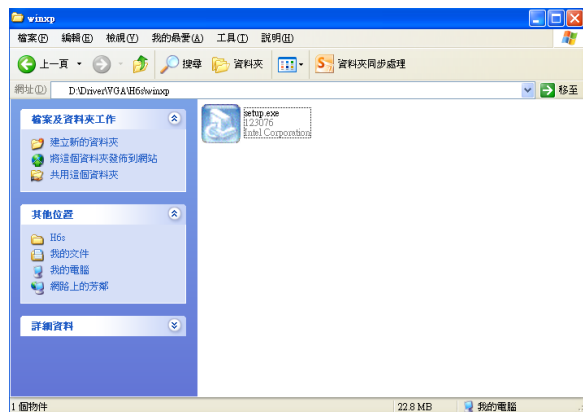 winxp
檔案(F) 編輯(E) 檢視(V) 我的最愛(A) 工具(T) 說明(H)
上一頁 搜尋 資料夾 資料夾同步處理
網址(D) D:\Driver\VGA\H6s\winxp 移至
檔案及資料夾工作
建立新的資料夾
將這個資料夾發佈到網站
共用這個資料夾
其他位置
H6s
我的文件
我的電腦
網路上的芳鄰
詳細資料
setup.exe
123076
Intel Corporation
1 個物件 22.8 MB 我的電腦